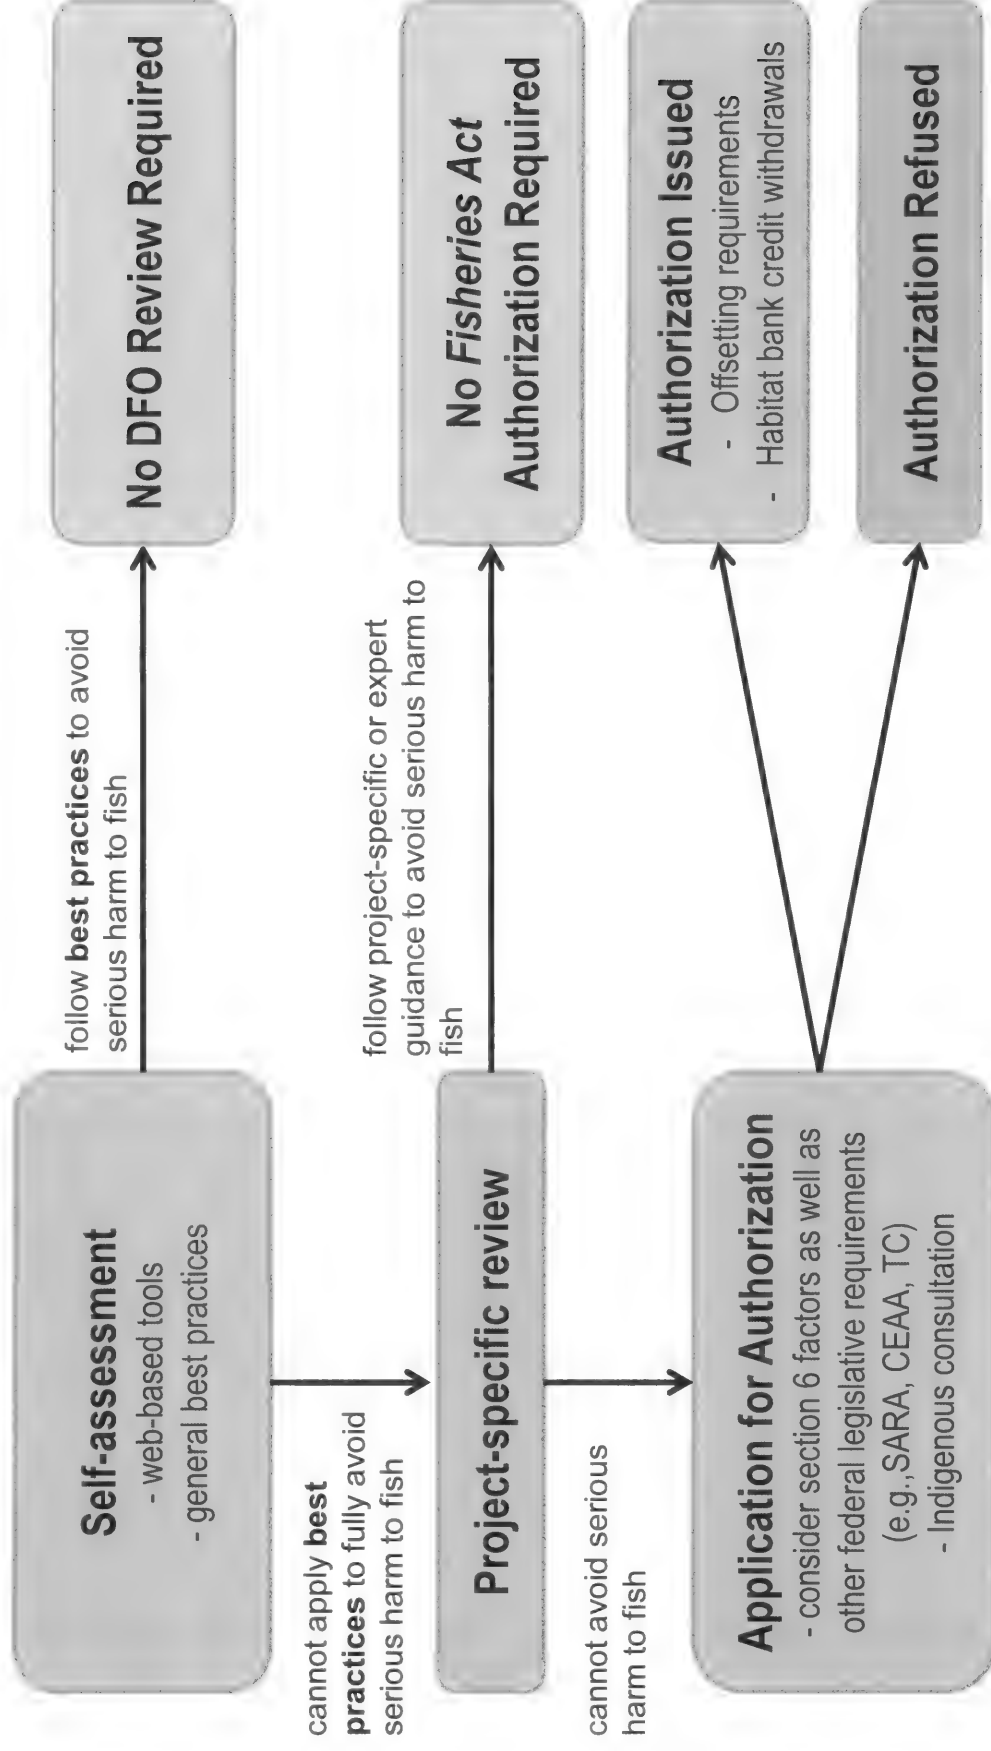 Self-assessment
- web-based tools
- general best practices
follow best practices to avoid
serious harm to fish
No DFO Review Required
cannot apply best
practices to fully avoid
serious harm to fish
Project-specific review
follow project-specific or expert
guidance to avoid serious harm to
fish
No Fisheries Act
Authorization Required
cannot avoid serious
harm to fish
Application for Authorization
- consider section 6 factors as well as
other federal legislative requirements
(e.g.,SARA, CEAA, TC)
- Indigenous consultation
Authorization Issued
- Offsetting requirements
- Habitat bank credit withdrawals
Authorization Refused